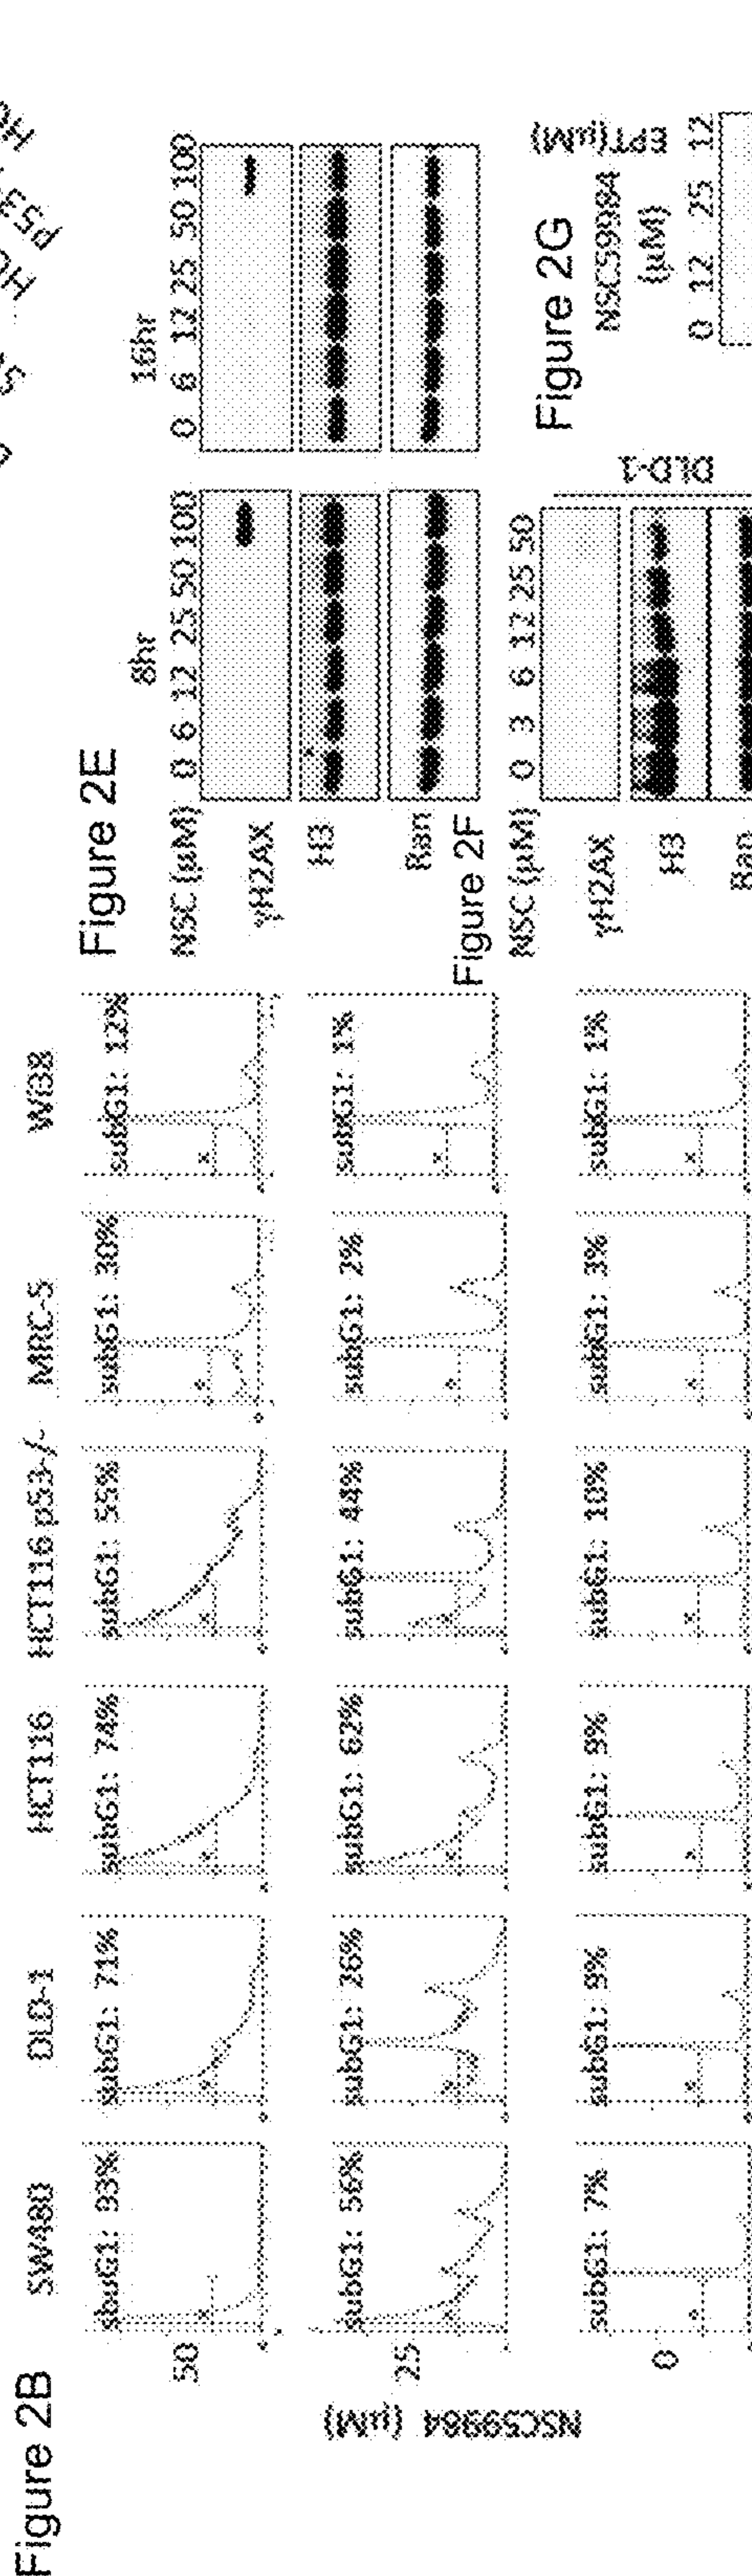 Figure 2B
SW480 DLD-1 HCT116 HCT116 p53-/- MRC-5 WI38
NSC59984 (µM)
50
sbuG1: 93% subG1: 71% subG1: 74% subG1: 55% subG1: 30% subG1: 12%
25
subG1: 56% subG1: 26% subG1: 62% subG1: 44% subG1: 2% subG1: 1%
0
subG1: 7% subG1: 9% subG1: 9% subG1: 10% subG1: 3% subG1: 1%
Figure 2E
8hr 16hr
NSC (µM) 0 6 12 25 50 100 0 6 12 25 50 100
γH2AX
H3
Ran
Figure 2F
NSC (µM) 0 3 6 12 25 50
γH2AX
H3
Ran
DLD-1
Figure 2G
NSC59984
(µM)
EPT(µM)
0 12 25 12